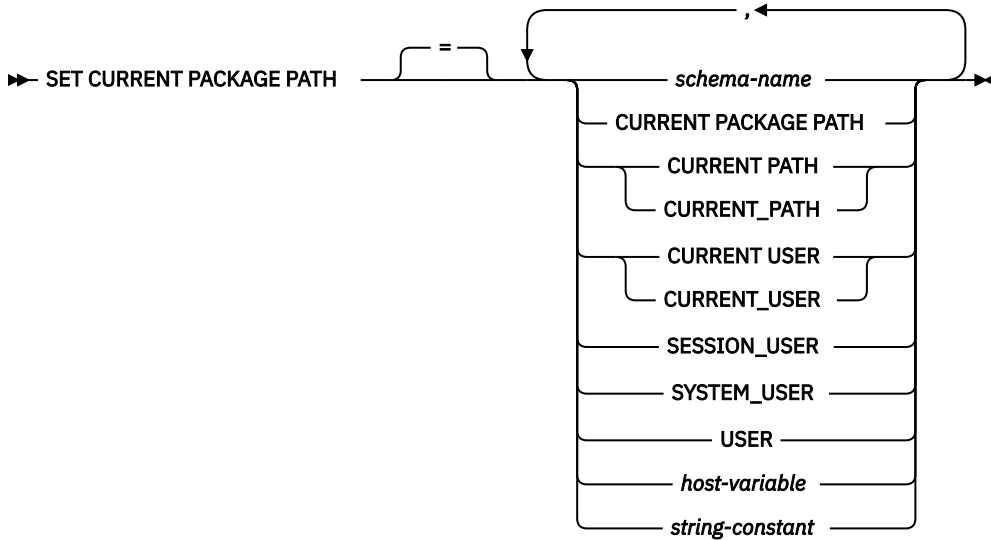 ,
=
SET CURRENT PACKAGE PATH schema-name
CURRENT PACKAGE PATH
CURRENT PATH
CURRENT_PATH
CURRENT USER
CURRENT_USER
SESSION_USER
SYSTEM_USER
USER
host-variable
string-constant